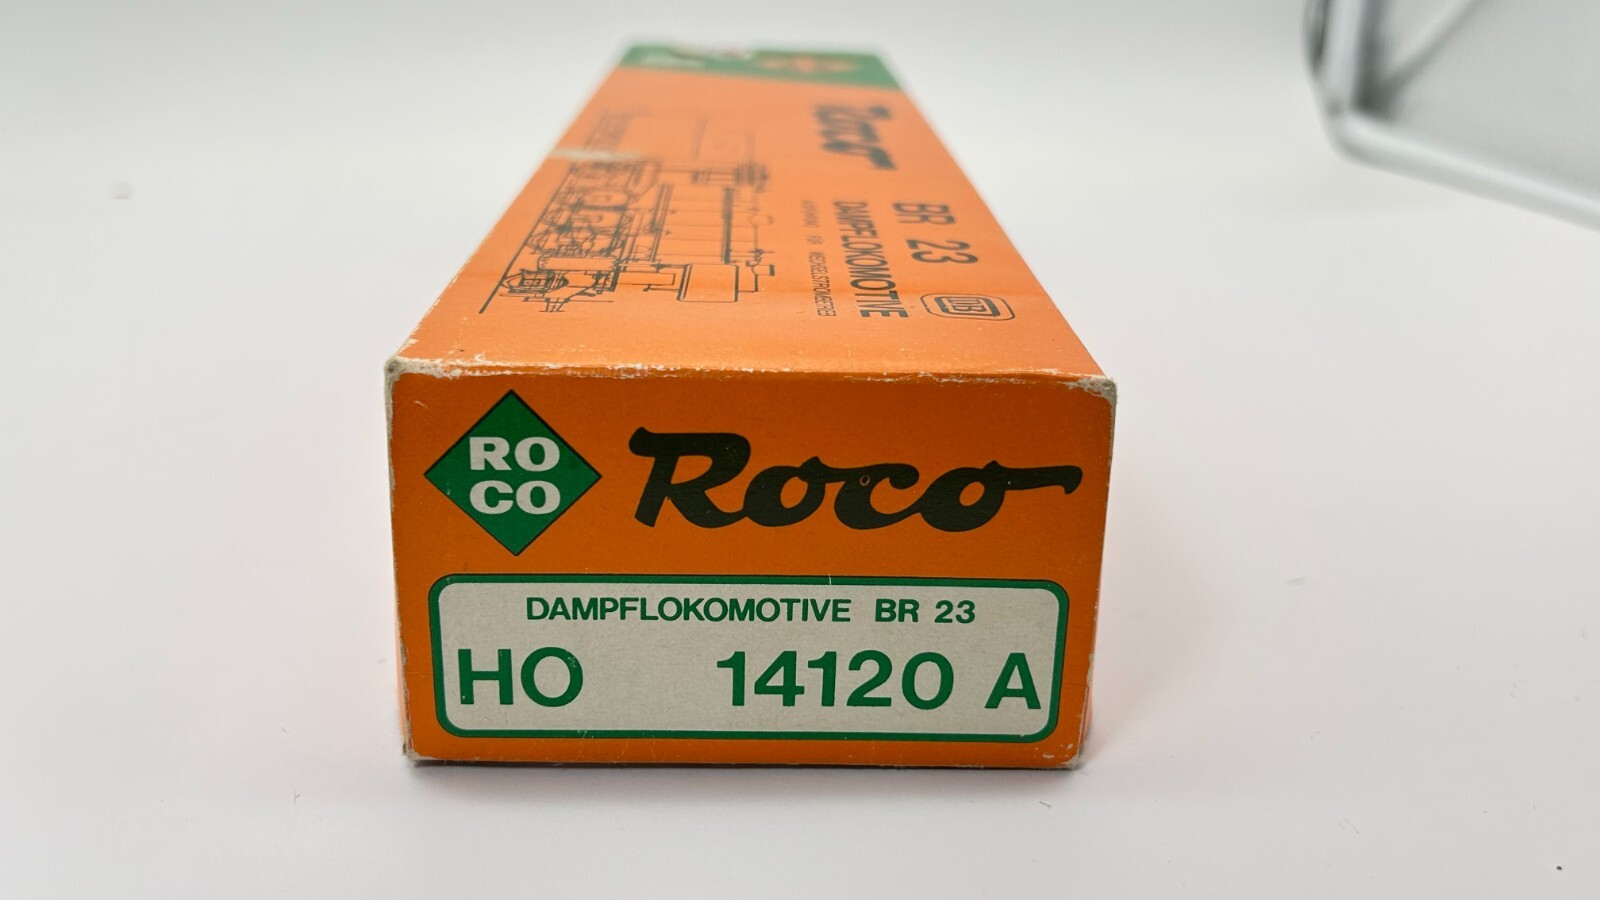 Roco
BR 23
DB
DAMPFLOKOMOTIVE
RO
CO
Roco
DAMPFLOKOMOTIVE BR 23
HO 14120 A